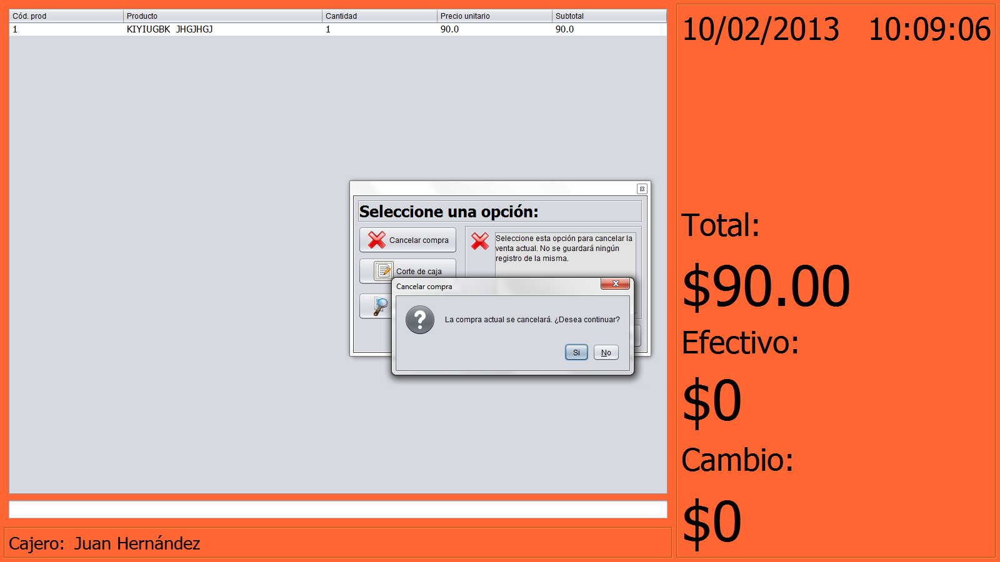 Cód. prod Producto Cantidad Precio unitario Subtotal
1 KIYIUGBK JHGJHGJ 1 90.0 90.0
10/02/2013 10:09:06
Seleccione una opción:
Cancelar compra
Seleccione esta opción para cancelar la
venta actual. No se guardará ningún
registro de la misma.
Corte de caja
Cancelar compra
La compra actual se cancelará. ¿Desea continuar?
Si No
Total:
$90.00
Efectivo:
$0
Cambio:
$0
Cajero: Juan Hernández